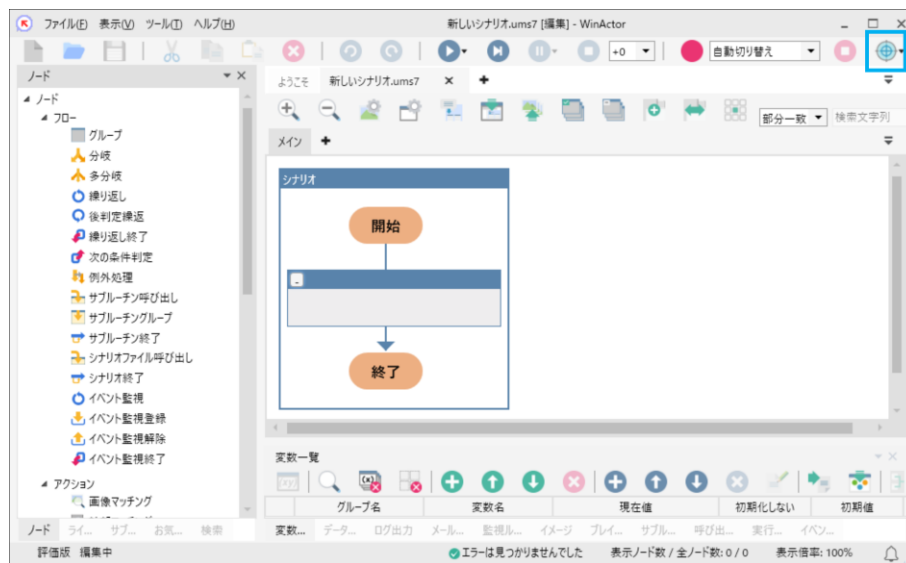 ファイル(F) 表示(V) ツール(T) ヘルプ(H)
新しいシナリオ.ums7 [編集] - WinActor
+0
自動切り替え
ノード
ノード
フロー
グループ
分岐
多分岐
繰り返し
後判定繰返
繰り返し終了
次の条件判定
例外処理
サブルーチン呼び出し
サブルーチングループ
サブルーチン終了
シナリオファイル呼び出し
シナリオ終了
イベント監視
イベント監視登録
イベント監視解除
イベント監視終了
アクション
画像マッチング
ノード ライ... サブ... お気... 検索
ようこそ 新しいシナリオ.ums7
部分一致 検索文字列
メイン
シナリオ
開始
終了
変数一覧
グループ名 変数名 現在値 初期化しない 初期値
変数... データ... ログ出力 メール... 監視ル... イメージ ブレイ... サブル... 呼び出... 実行... イベン...
評価版 編集中
エラーは見つかりませんでした 表示ノード数 / 全ノード数: 0 / 0 表示倍率: 100%